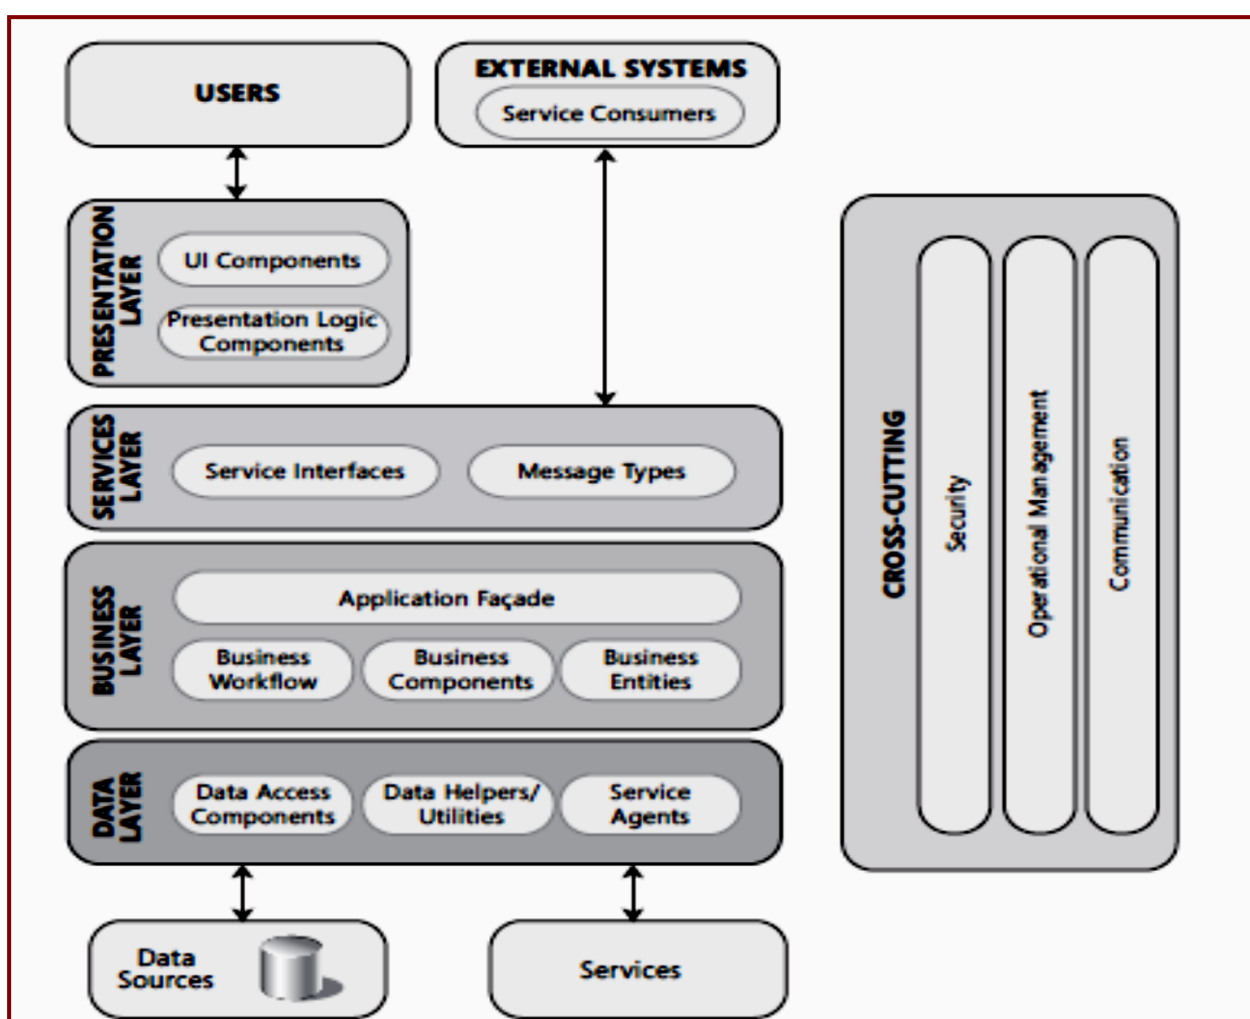 USERS
EXTERNAL SYSTEMS
Service Consumers
PRESENTATION
LAYER
UI Components
Presentation Logic
Components
SERVICES
LAYER
Service Interfaces
Message Types
BUSINESS
LAYER
Application Façade
Business
Workflow
Business
Components
Business
Entities
DATA
LAYER
Data Access
Components
Data Helpers/
Utilities
Service
Agents
Data
Sources
Services
CROSS-CUTTING
Security
Operational Management
Communication